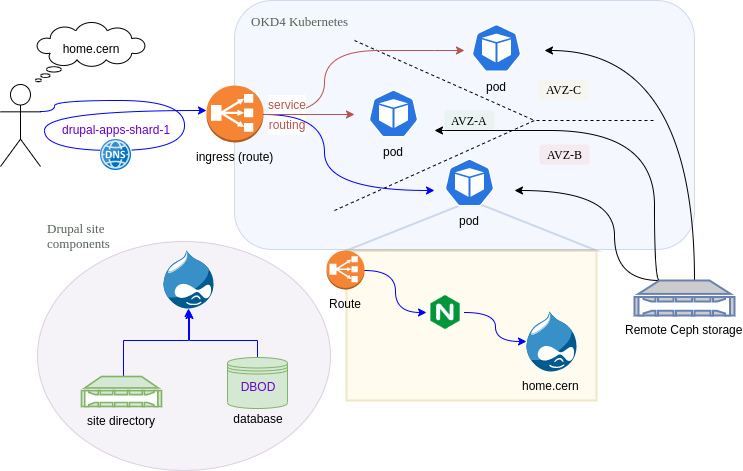 OKD4 Kubernetes
home.cern
pod
AVZ-C
service
routing
drupal-apps-shard-1
AVZ-A
DNS
ingress (route)
pod
AVZ-B
pod
Drupal site
components
Route
N
Remote Ceph storage
home.cern
DBOD
site directory
database